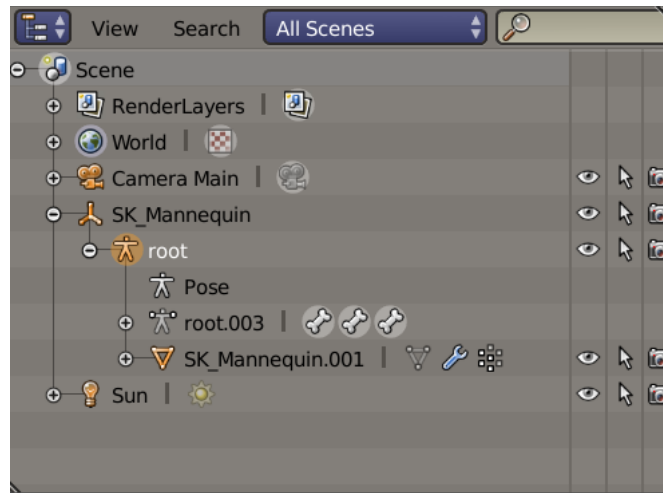 View Search All Scenes
Scene
RenderLayers
World
Camera Main
SK_Mannequin
root
Pose
root.003
SK_Mannequin.001
Sun